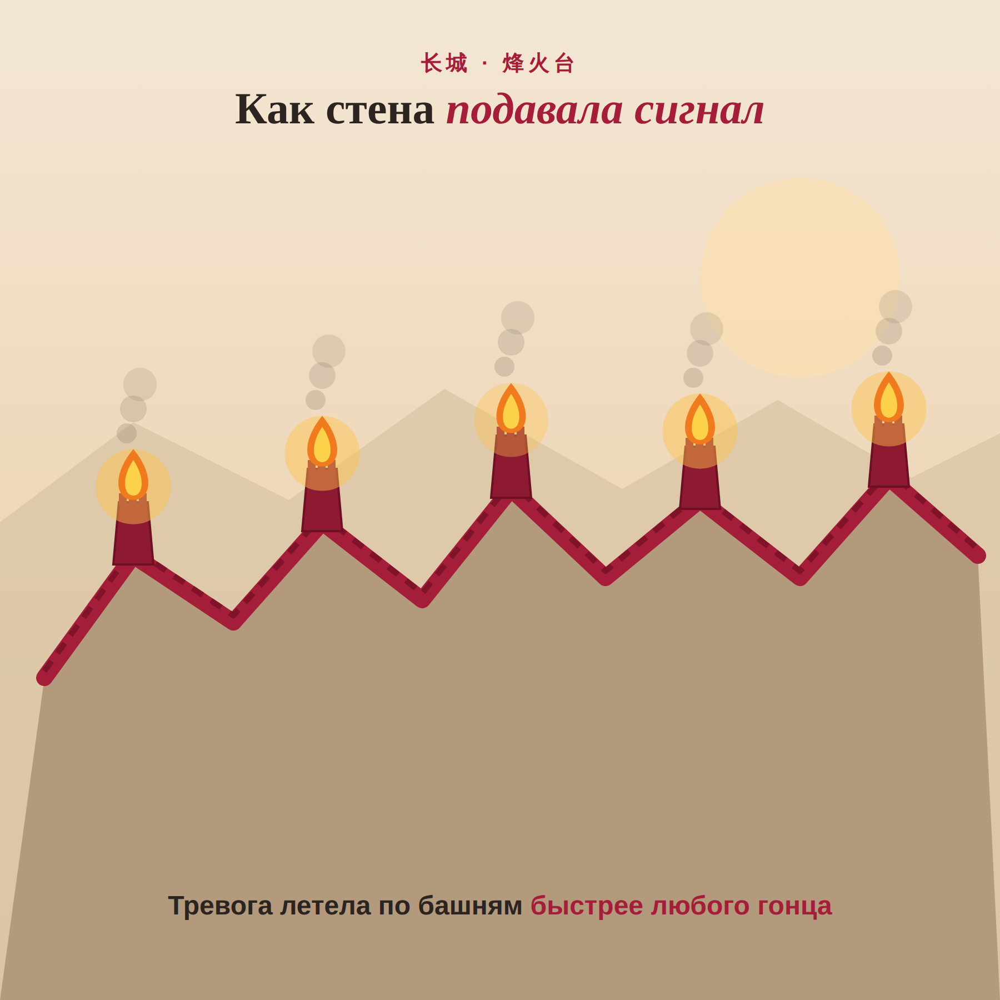 长城 · 烽火台
Как стена подавала сигнал
Тревога летела по башням быстрее любого гонца